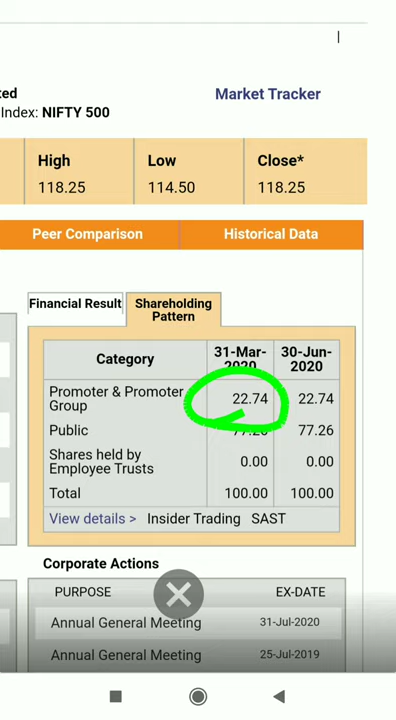 ted
Index: NIFTY 500
Market Tracker
High Low Close*
118.25 114.50 118.25
Peer Comparison Historical Data
Financial Result
Shareholding
Pattern
Category 31-Mar-2020 30-Jun-2020
Promoter & Promoter
Group 22.74 22.74
Public 77.26 77.26
Shares held by
Employee Trusts 0.00 0.00
Total 100.00 100.00
View details > Insider Trading SAST
Corporate Actions
PURPOSE EX-DATE
Annual General Meeting 31-Jul-2020
Annual General Meeting 25-Jul-2019